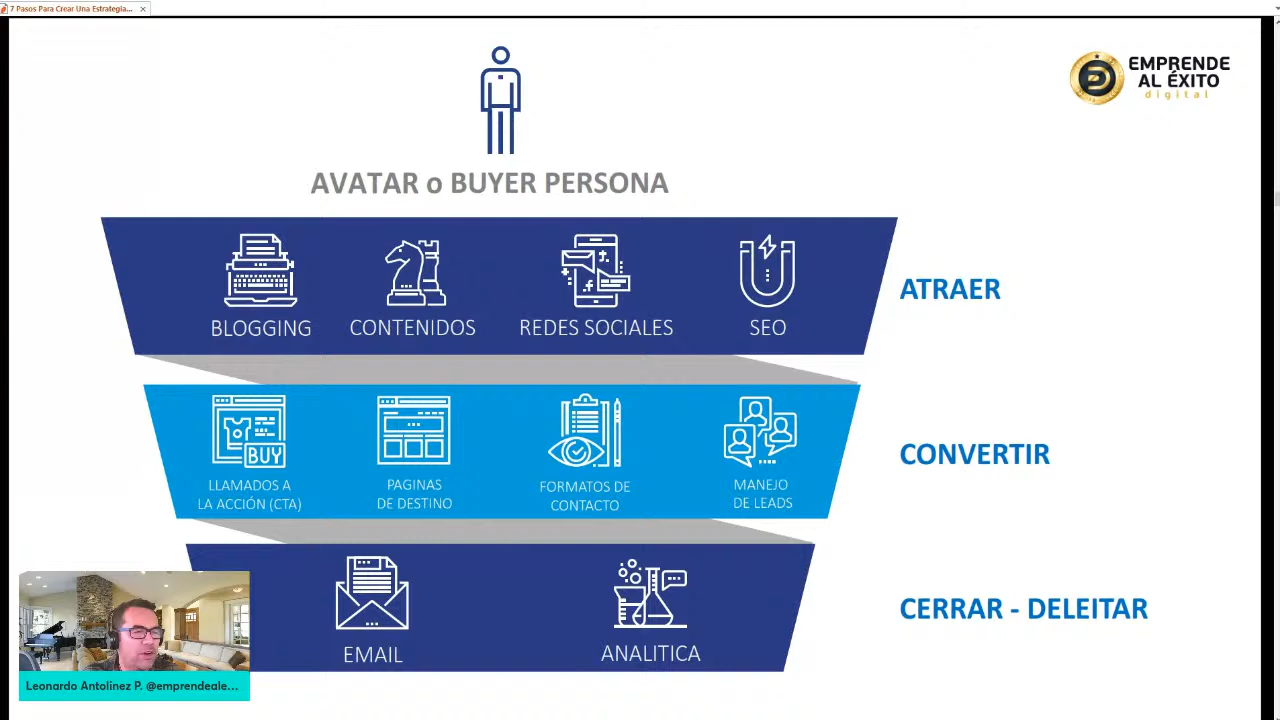 7 Pasos Para Crear Una Estrategia...
EMPRENDE
AL ÉXITO
digital
AVATAR o BUYER PERSONA
BLOGGING
CONTENIDOS
REDES SOCIALES
SEO
ATRAER
BUY
LLAMADOS A
LA ACCIÓN (CTA)
PAGINAS
DE DESTINO
FORMATOS DE
CONTACTO
MANEJO
DE LEADS
CONVERTIR
EMAIL
ANALITICA
CERRAR - DELEITAR
Leonardo Antolinez P. @emprendeale...